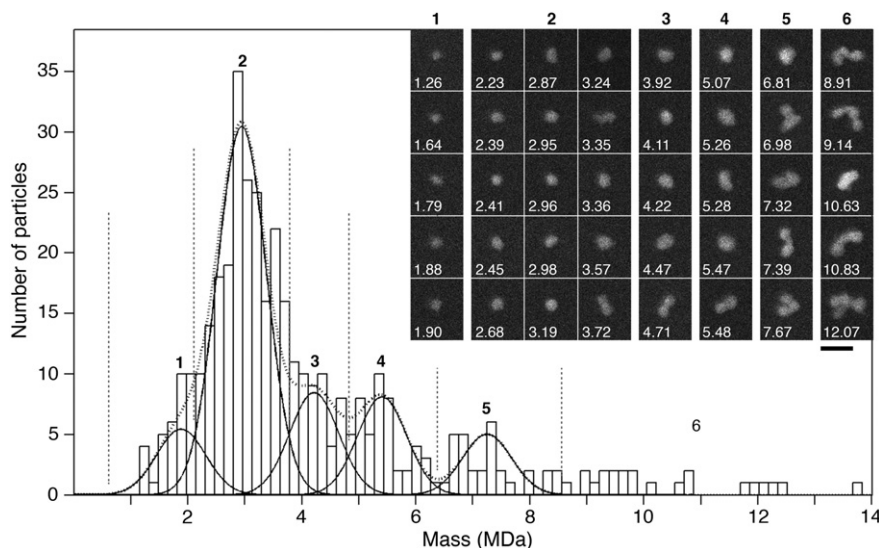 1 2 3 4 5 6
1.26 2.23 2.87 3.24 3.92 5.07 6.81 8.91
1.64 2.39 2.95 3.35 4.11 5.26 6.98 9.14
1.79 2.41 2.96 3.36 4.22 5.28 7.32 10.63
1.88 2.45 2.98 3.57 4.47 5.47 7.39 10.83
1.90 2.68 3.19 3.72 4.71 5.48 7.67 12.07
35
30
25
20
15
10
5
0
Number of particles
2
1 3 4
5
6
2 4 6 8 10 12 14
Mass (MDa)